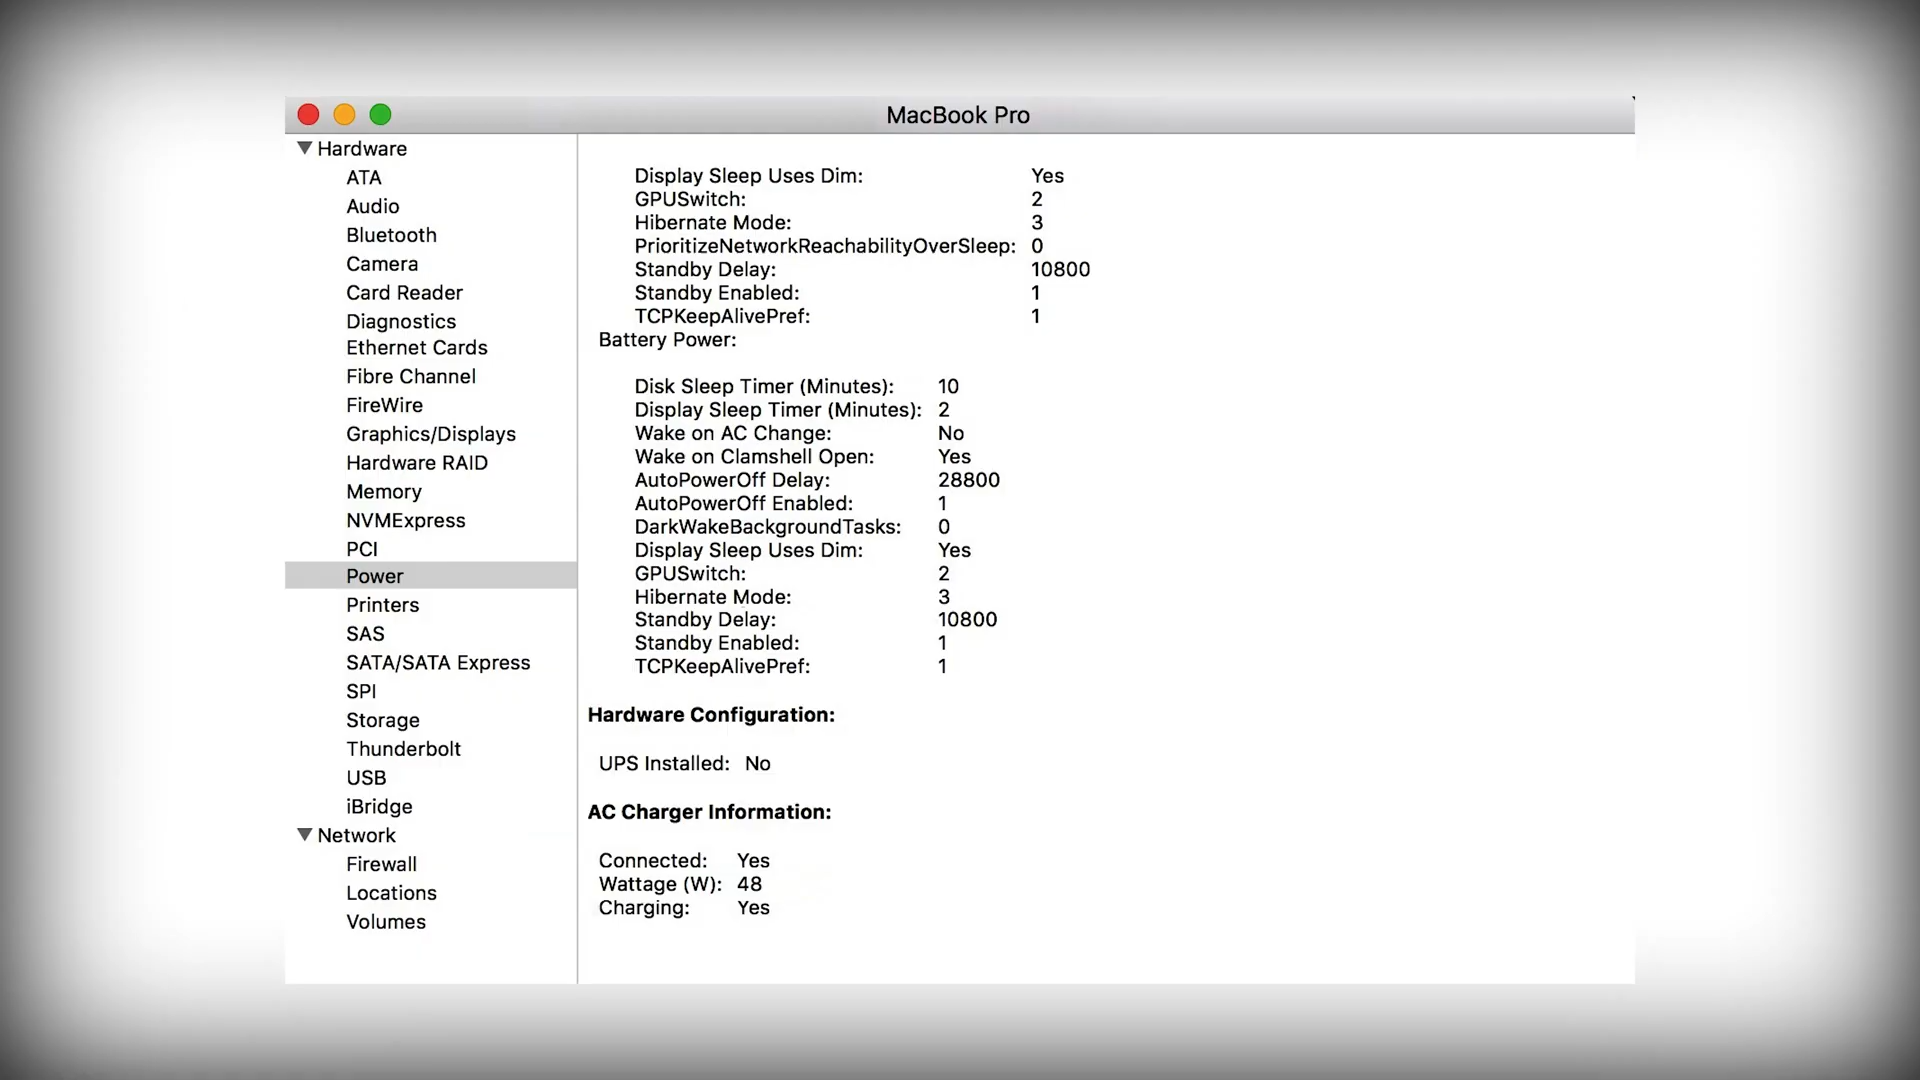 MacBook Pro
Hardware
ATA
Audio
Bluetooth
Camera
Card Reader
Diagnostics
Ethernet Cards
Fibre Channel
FireWire
Graphics/Displays
Hardware RAID
Memory
NVMExpress
PCI
Power
Printers
SAS
SATA/SATA Express
SPI
Storage
Thunderbolt
USB
iBridge
Network
Firewall
Locations
Volumes
Display Sleep Uses Dim: Yes
GPUSwitch: 2
Hibernate Mode: 3
PrioritizeNetworkReachabilityOverSleep: 0
Standby Delay: 10800
Standby Enabled: 1
TCPKeepAlivePref: 1
Battery Power:
Disk Sleep Timer (Minutes): 10
Display Sleep Timer (Minutes): 2
Wake on AC Change: No
Wake on Clamshell Open: Yes
AutoPowerOff Delay: 28800
AutoPowerOff Enabled: 1
DarkWakeBackgroundTasks: 0
Display Sleep Uses Dim: Yes
GPUSwitch: 2
Hibernate Mode: 3
Standby Delay: 10800
Standby Enabled: 1
TCPKeepAlivePref: 1
Hardware Configuration:
UPS Installed: No
AC Charger Information:
Connected: Yes
Wattage (W): 48
Charging: Yes